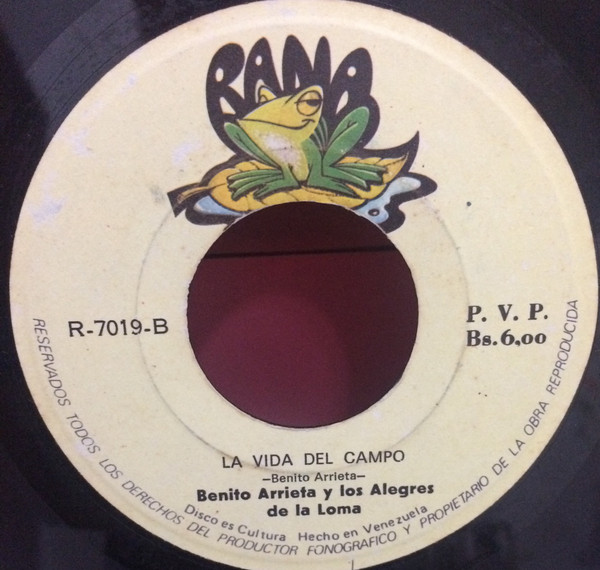 RANA
R-7019-B
P. V. P.
Bs.6,oo
LA VIDA DEL CAMPO
—Benito Arrieta—
Benito Arrieta y los Alegres
de la Loma
Disco es Cultura Hecho en Venezuela
RESERVADOS TODOS LOS DERECHOS DEL PRODUCTOR FONOGRAFICO Y PROPIETARIO DE LA OBRA REPRODUCIDA